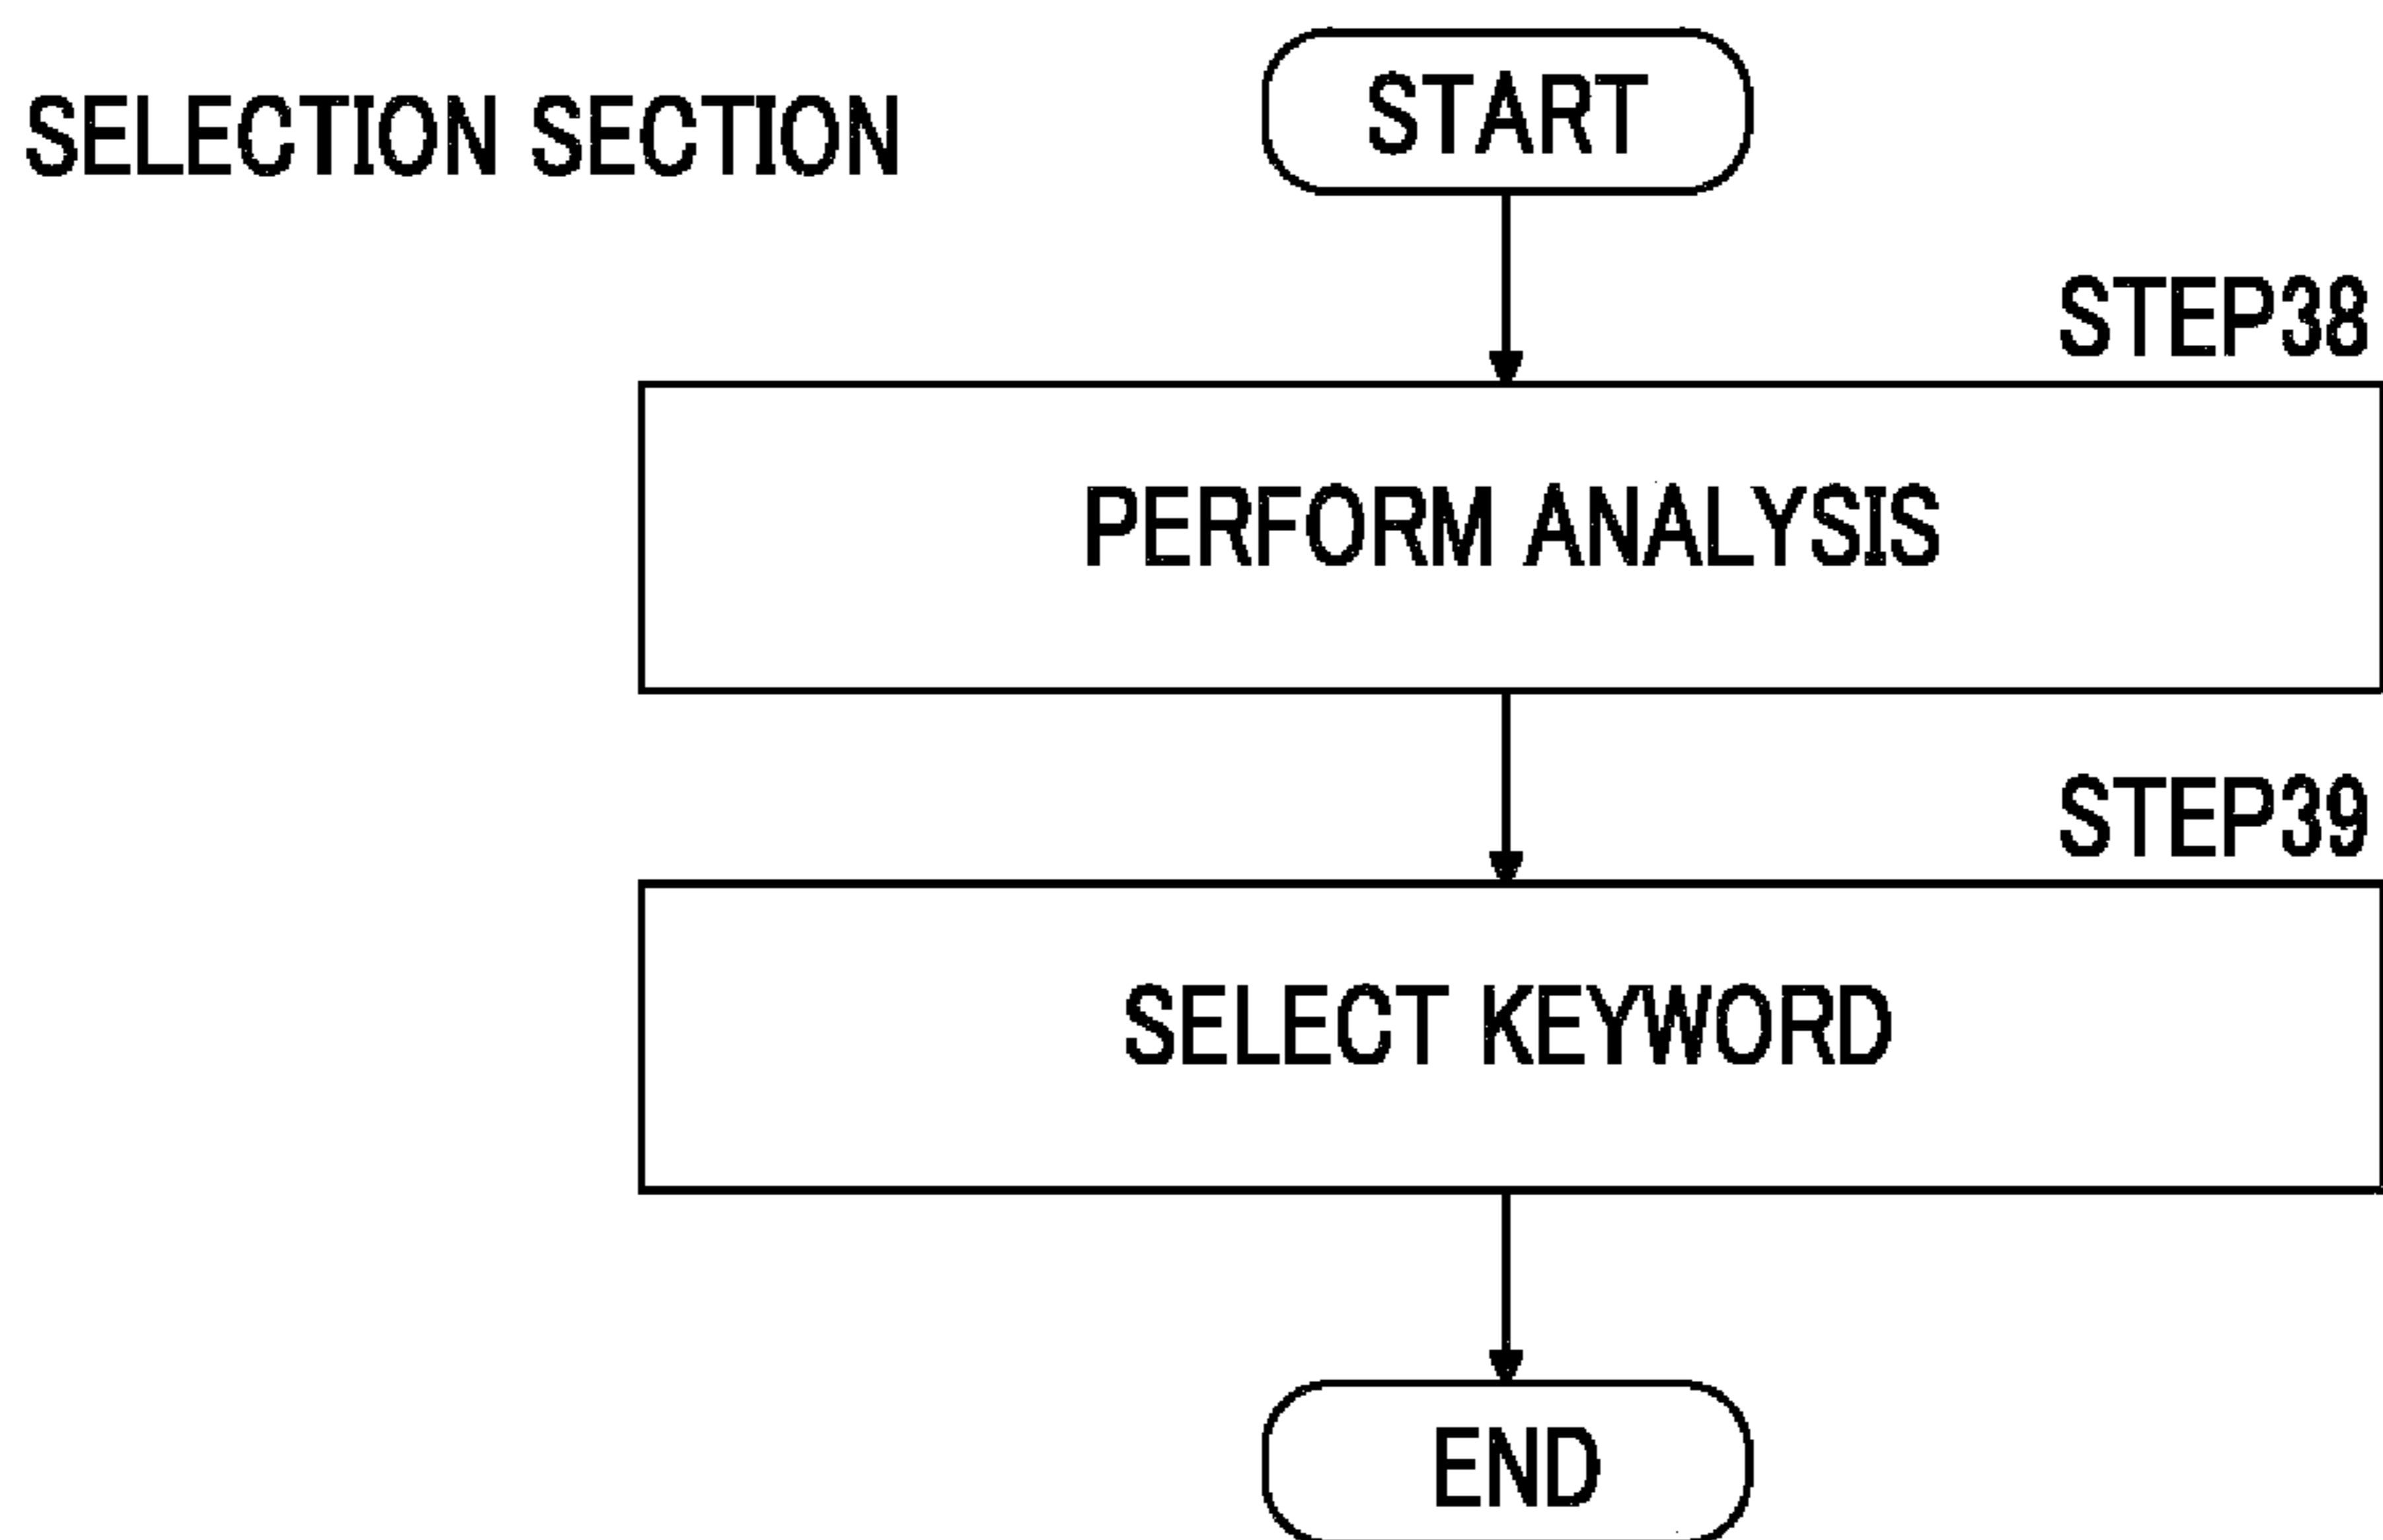 SELECTION SECTION
START
STEP38
PERFORM ANALYSIS
STEP39
SELECT KEYWORD
END